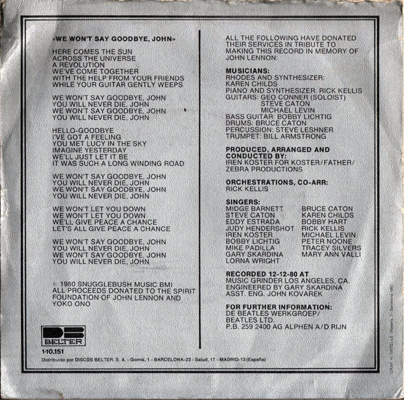 «WE WON'T SAY GOODBYE, JOHN»
HERE COMES THE SUN
ACROSS THE UNIVERSE
A REVOLUTION
WE'VE COME TOGETHER
WITH THE HELP FROM YOUR FRIENDS
WHILE YOUR GUITAR GENTLY WEEPS
WE WON'T SAY GOODBYE, JOHN
YOU WILL NEVER DIE, JOHN
WE WON'T SAY GOODBYE, JOHN
YOU WILL NEVER DIE, JOHN
HELLO-GOODBYE
I'VE GOT A FEELING
YOU MET LUCY IN THE SKY
IMAGINE YESTERDAY
WE'LL JUST LET IT BE
IT WAS SUCH A LONG WINDING ROAD
WE WON'T SAY GOODBYE, JOHN
YOU WILL NEVER DIE, JOHN
WE WON'T SAY GOODBYE, JOHN
YOU WILL NEVER DIE, JOHN
WE WON'T LET YOU DOWN
WE WON'T LET YOU DOWN
WE'LL GIVE PEACE A CHANCE
LET'S ALL GIVE PEACE A CHANCE
WE WON'T SAY GOODBYE, JOHN
YOU WILL NEVER DIE, JOHN
WE WON'T SAY GOODBYE, JOHN
YOU WILL NEVER DIE, JOHN
© 1980 SNUGGLEBUSH MUSIC BMI
ALL PROCEEDS DONATED TO THE SPIRIT
FOUNDATION OF JOHN LENNON AND
YOKO ONO
BELTER
1-10.151
ALL THE FOLLOWING HAVE DONATED
THEIR SERVICES IN TRIBUTE TO
MAKING THIS RECORD IN MEMORY OF
JOHN LENNON:
MUSICIANS:
RHODES AND SYNTHESIZER:
KAREN CHILDS
PIANO AND SYNTHESIZER. RICK KELLIS
GUITARS: GEO CONNER (SOLOIST)
STEVE CATON
MICHAEL LEVIN
BASS GUITAR: BOBBY LICHTIG
DRUMS: BRUCE CATON
PERCUSSION: STEVE LESHNER
TRUMPET: BILL ARMSTRONG
PRODUCED, ARRANGED AND
CONDUCTED BY:
IREN KOSTER FOR KOSTER/FATHER/
ZEBRA PRODUCTIONS
ORCHESTRATIONS, CO-ARR:
RICK KELLIS
SINGERS:
MIDGE BARNETT BRUCE CATON
STEVE CATON KAREN CHILDS
EDDY ESTRADA BOBBY HART
JUDY HENDERSHOT RICK KELLIS
IREN KOSTER MICHAEL LEVIN
BOBBY LICHTIG PETER NOONE
MIKE PADILLA TRACEY SILVERS
GARY SKARDINA MARY ANN VALLI
LORNA WRIGHT
RECORDED 12-12-80 AT
MUSIC GRINDER LOS ANGELES, CA.
ENGINEERED BY GARY SKARDINA
ASST. ENG. JOHN KOVAREK
FOR FURTHER INFORMATION:
DE BEATLES WERKGROEP/
BEATLES LTD.
P.B. 259 2400 AG ALPHEN A/D RIJN
Distribuido por DISCOS BELTER, S. A. - Gomis, 1 - BARCELONA-23 - Salud, 17 - MADRID-13 (España)